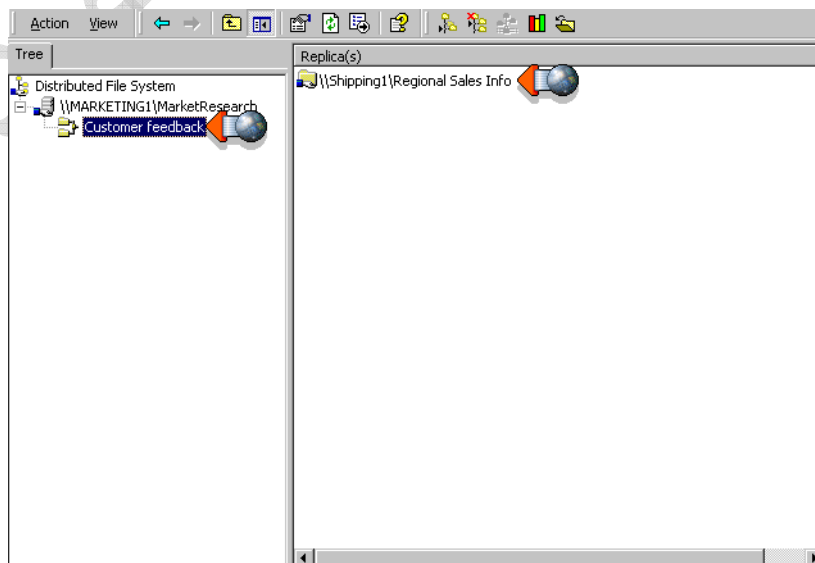 Action View
Tree
Replica(s)
Distributed File System
\\MARKETING1\MarketResearch
Customer feedback
\\Shipping1\Regional Sales Info